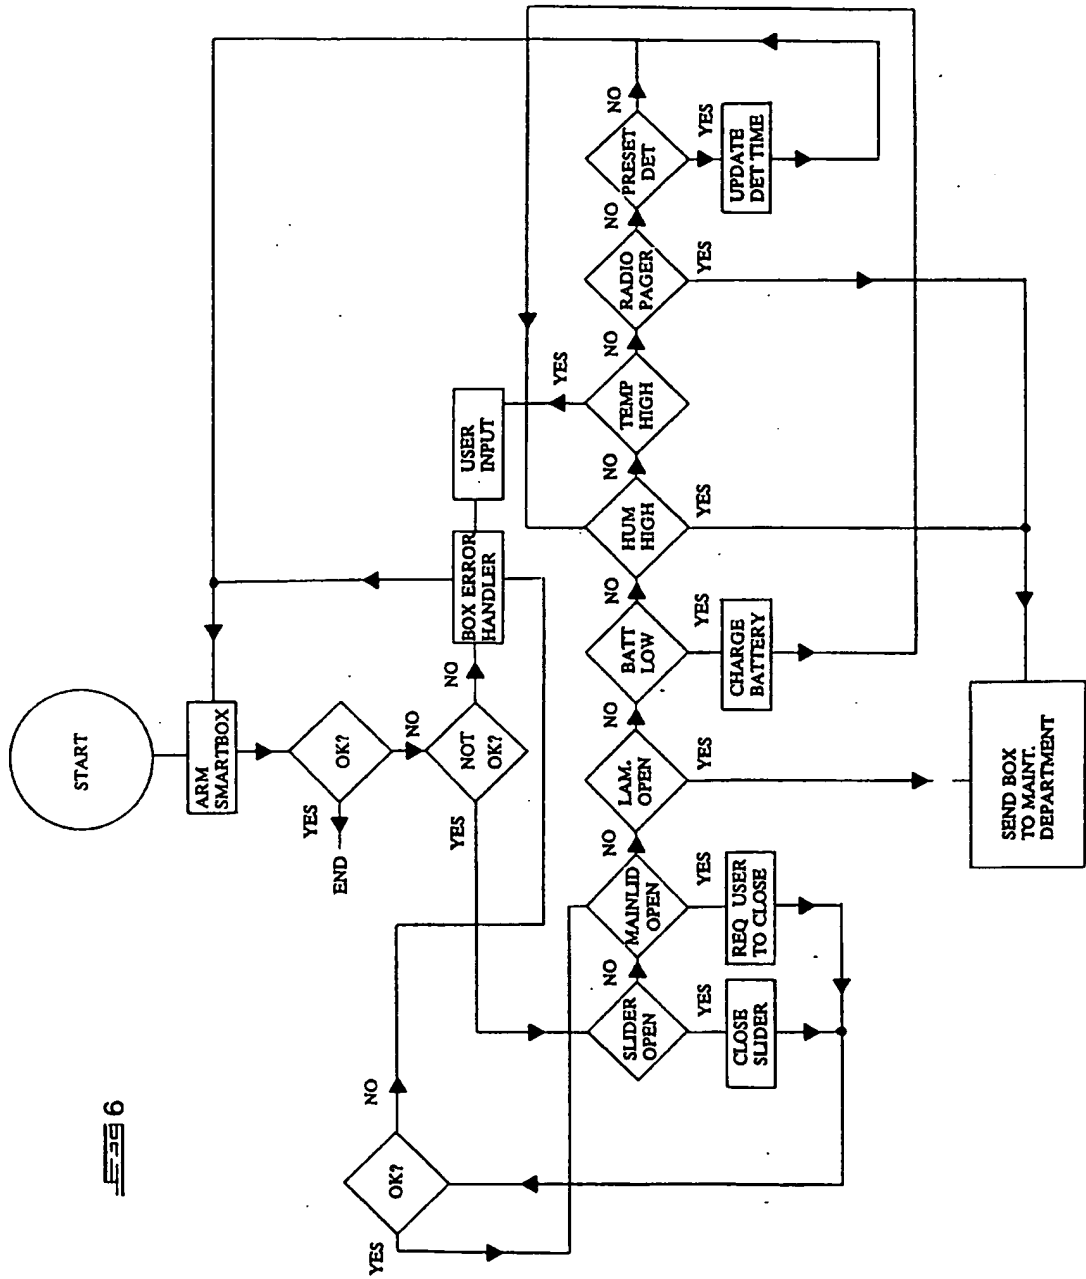 START
ARM
SMARTBOX
OK?
YES
END
NO
NOT
OK?
YES
NO
BOX ERROR
HANDLER
USER
INPUT
OK?
YES
NO
SLIDER
OPEN
NO
YES
CLOSE
SLIDER
MAINLID
OPEN
NO
YES
REQ USER
TO CLOSE
LAM.
OPEN
NO
YES
BATT
LOW
NO
YES
CHARGE
BATTERY
HUM
HIGH
NO
YES
TEMP
HIGH
NO
YES
RADIO
PAGER
NO
YES
PRESET
DET
NO
YES
UPDATE
DET TIME
SEND BOX
TO MAINT.
DEPARTMENT
Fig 6